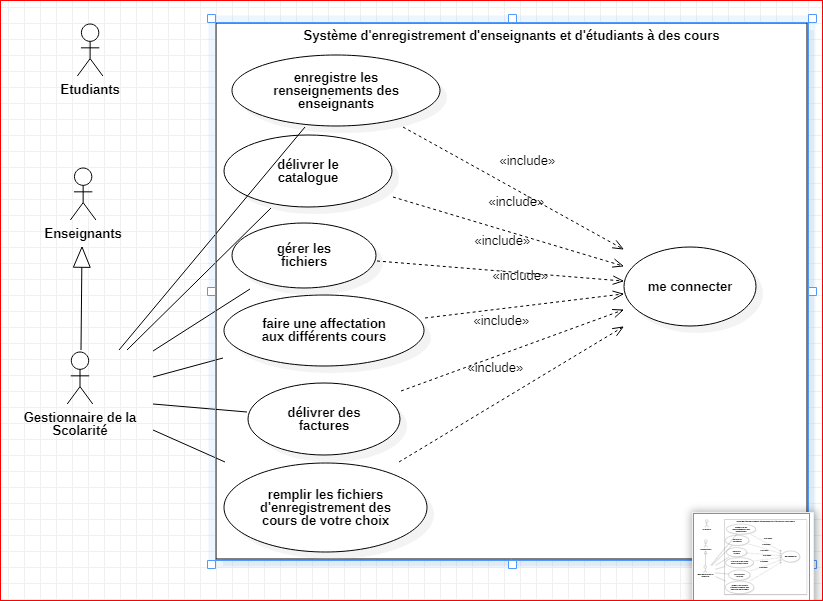 Système d'enregistrement d'enseignants et d'étudiants à des cours
Etudiants
enregistre les
renseignements des
enseignants
«include»
délivrer le
catalogue
«include»
Enseignants
«include»
gérer les
fichiers
«include»
me connecter
faire une affectation
aux différents cours
«include»
«include»
Gestionnaire de la
Scolarité
délivrer des
factures
remplir les fichiers
d'enregistrement des
cours de votre choix